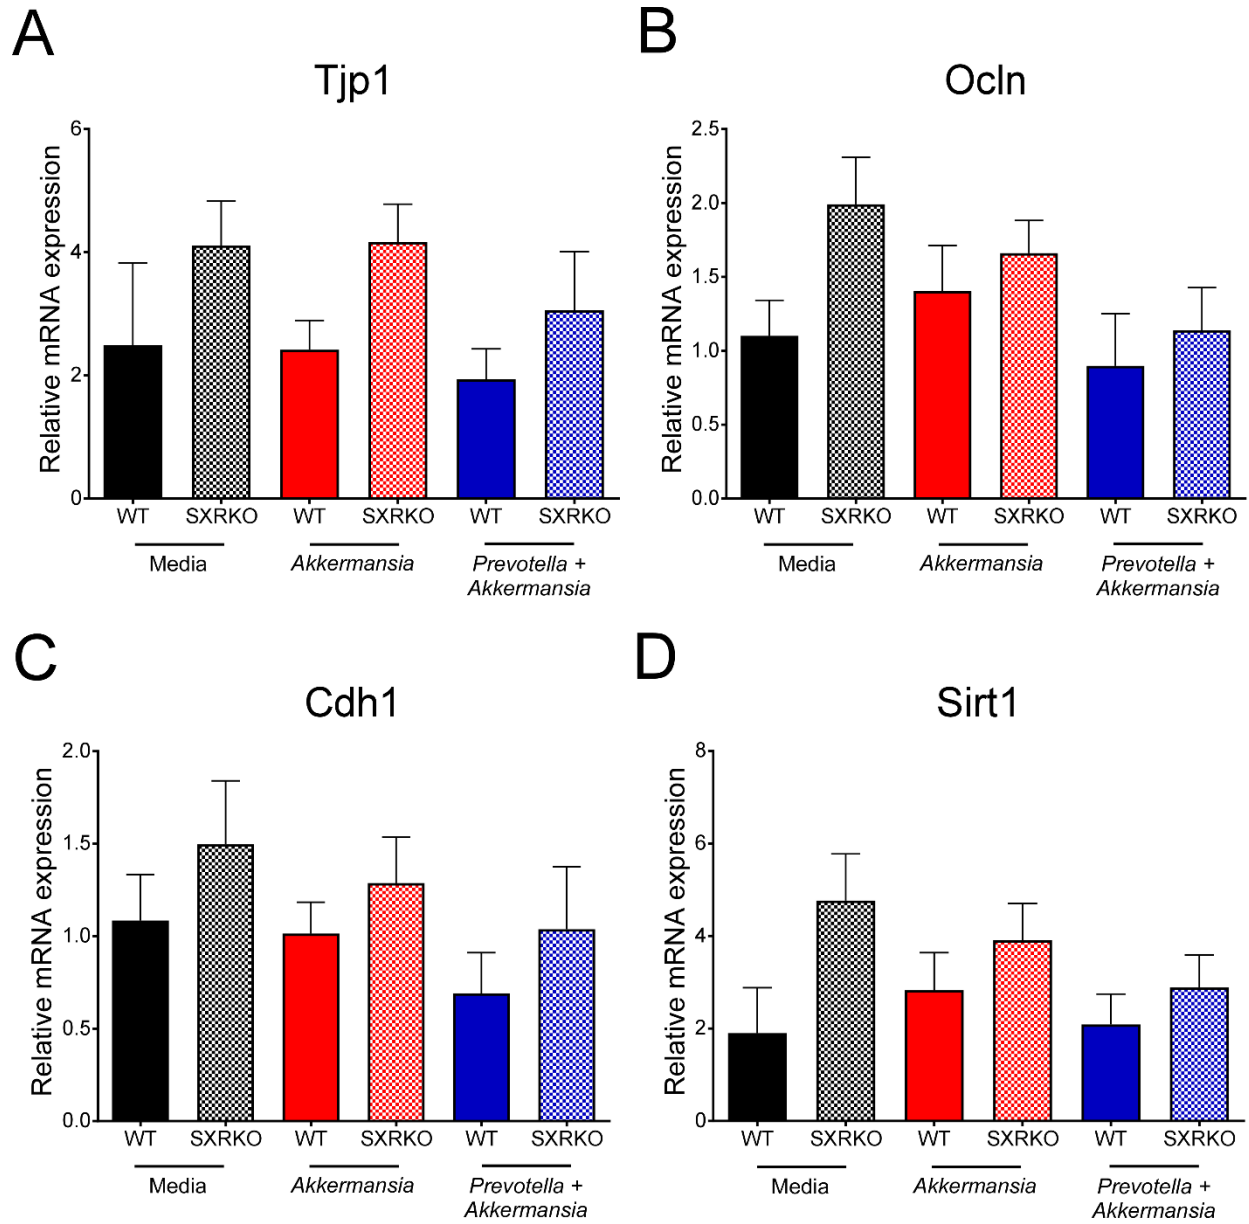 A
Tjp1
Relative mRNA expression
6
4
2
0
WT SXRKO WT SXRKO WT SXRKO
Media Akkermansia Prevotella +
Akkermansia
B
Ocln
Relative mRNA expression
2.5
2.0
1.5
1.0
0.5
0.0
WT SXRKO WT SXRKO WT SXRKO
Media Akkermansia Prevotella +
Akkermansia
C
Cdh1
Relative mRNA expression
2.0
1.5
1.0
0.5
0.0
WT SXRKO WT SXRKO WT SXRKO
Media Akkermansia Prevotella +
Akkermansia
D
Sirt1
Relative mRNA expression
8
6
4
2
0
WT SXRKO WT SXRKO WT SXRKO
Media Akkermansia Prevotella +
Akkermansia